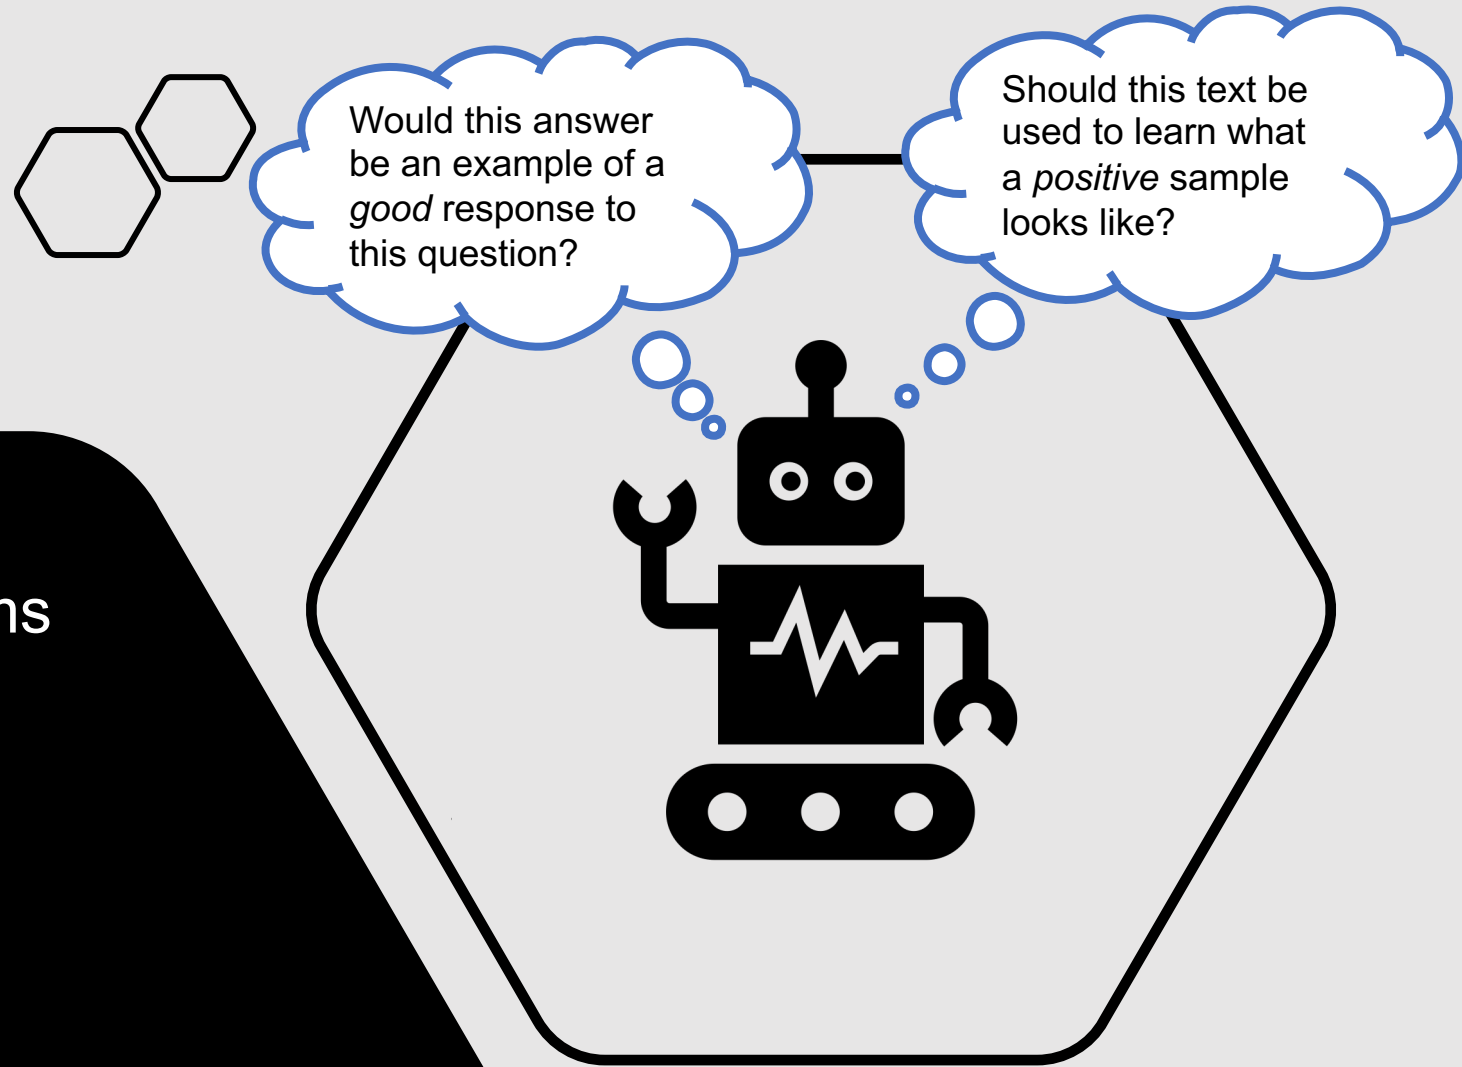 Would this answer
be an example of a
good response to
this question?
Should this text be
used to learn what
a positive sample
looks like?